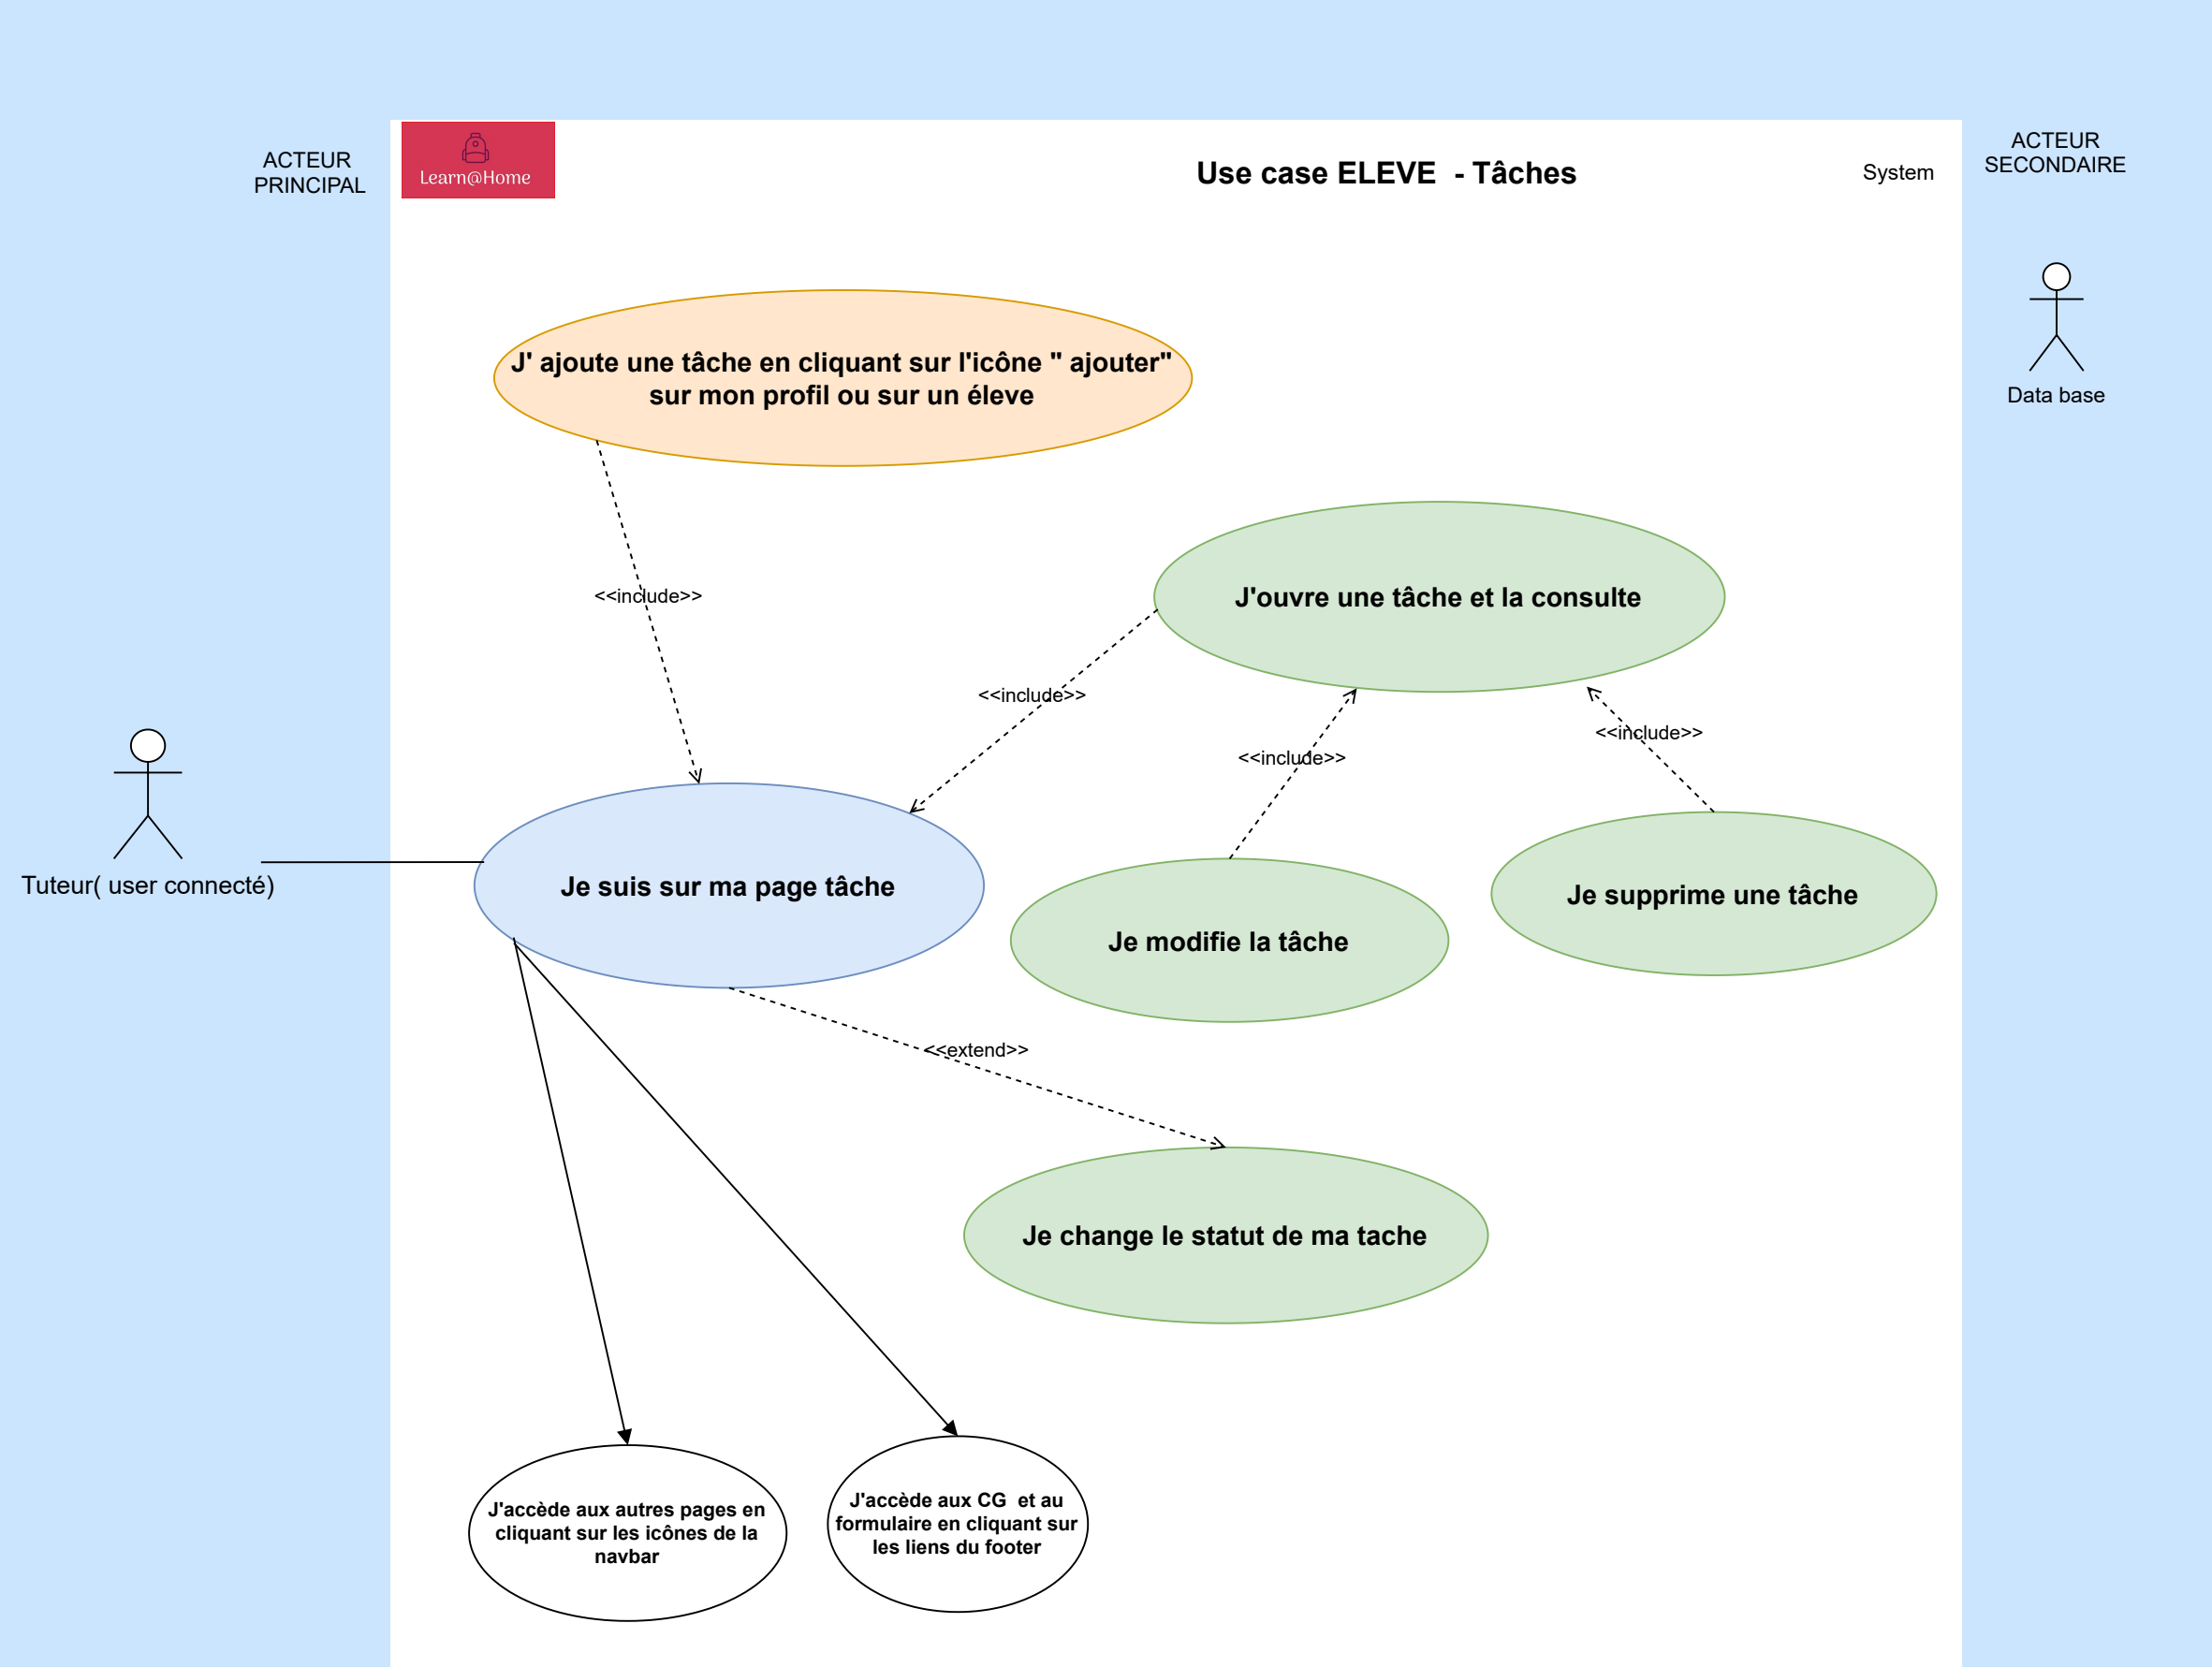 ACTEUR
PRINCIPAL
Learn@Home
Use case ELEVE  - Tâches
System
ACTEUR
SECONDAIRE
J' ajoute une tâche en cliquant sur l'icône " ajouter"
sur mon profil ou sur un éleve
Data base
<<include>>
J'ouvre une tâche et la consulte
<<include>>
<<include>>
<<include>>
Tuteur( user connecté)
Je suis sur ma page tâche
Je modifie la tâche
Je supprime une tâche
<<extend>>
Je change le statut de ma tache
J'accède aux autres pages en
cliquant sur les icônes de la
navbar
J'accède aux CG  et au
formulaire en cliquant sur
les liens du footer